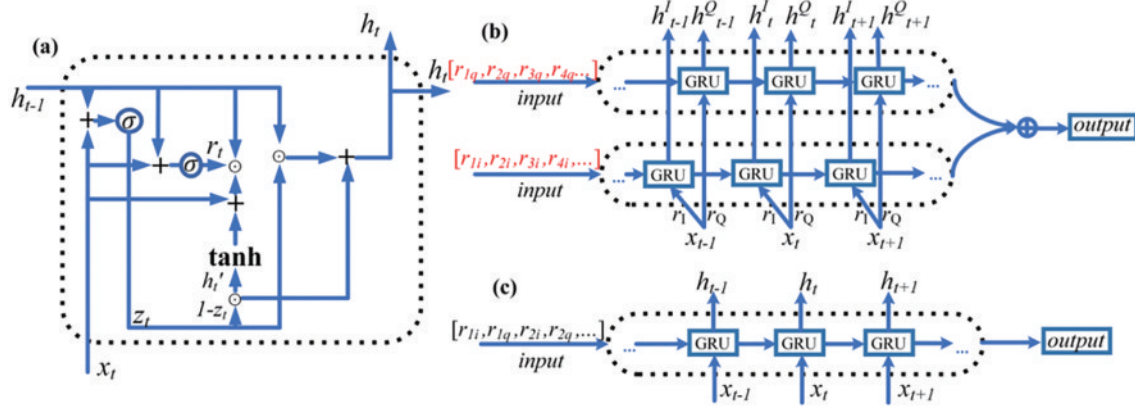 (a)
h_t
h_{t-1}
h_t
+
σ
+
σ
r_t
+
+
tanh
h_t'
1-z_t
z_t
x_t
(b)
h^I_{t-1} h^Q_{t-1} h^I_t h^Q_t h^I_{t+1} h^Q_{t+1}
[r_{1q},r_{2q},r_{3q},r_{4q}...]
input
... GRU GRU GRU ...
output
[r_{1i},r_{2i},r_{3i},r_{4i},...]
input
... GRU GRU GRU ...
r_I r_Q r_I r_Q r_I r_Q
x_{t-1} x_t x_{t+1}
(c)
h_{t-1} h_t h_{t+1}
[r_{1i},r_{1q},r_{2i},r_{2q},...]
input
... GRU GRU GRU ...
output
x_{t-1} x_t x_{t+1}